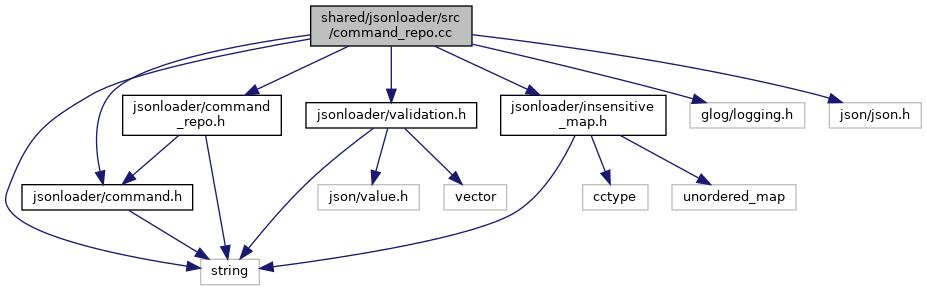 shared/jsonloader/src
/command_repo.cc
jsonloader/command
_repo.h
jsonloader/validation.h
jsonloader/insensitive
_map.h
glog/logging.h
json/json.h
jsonloader/command.h
json/value.h
vector
cctype
unordered_map
string